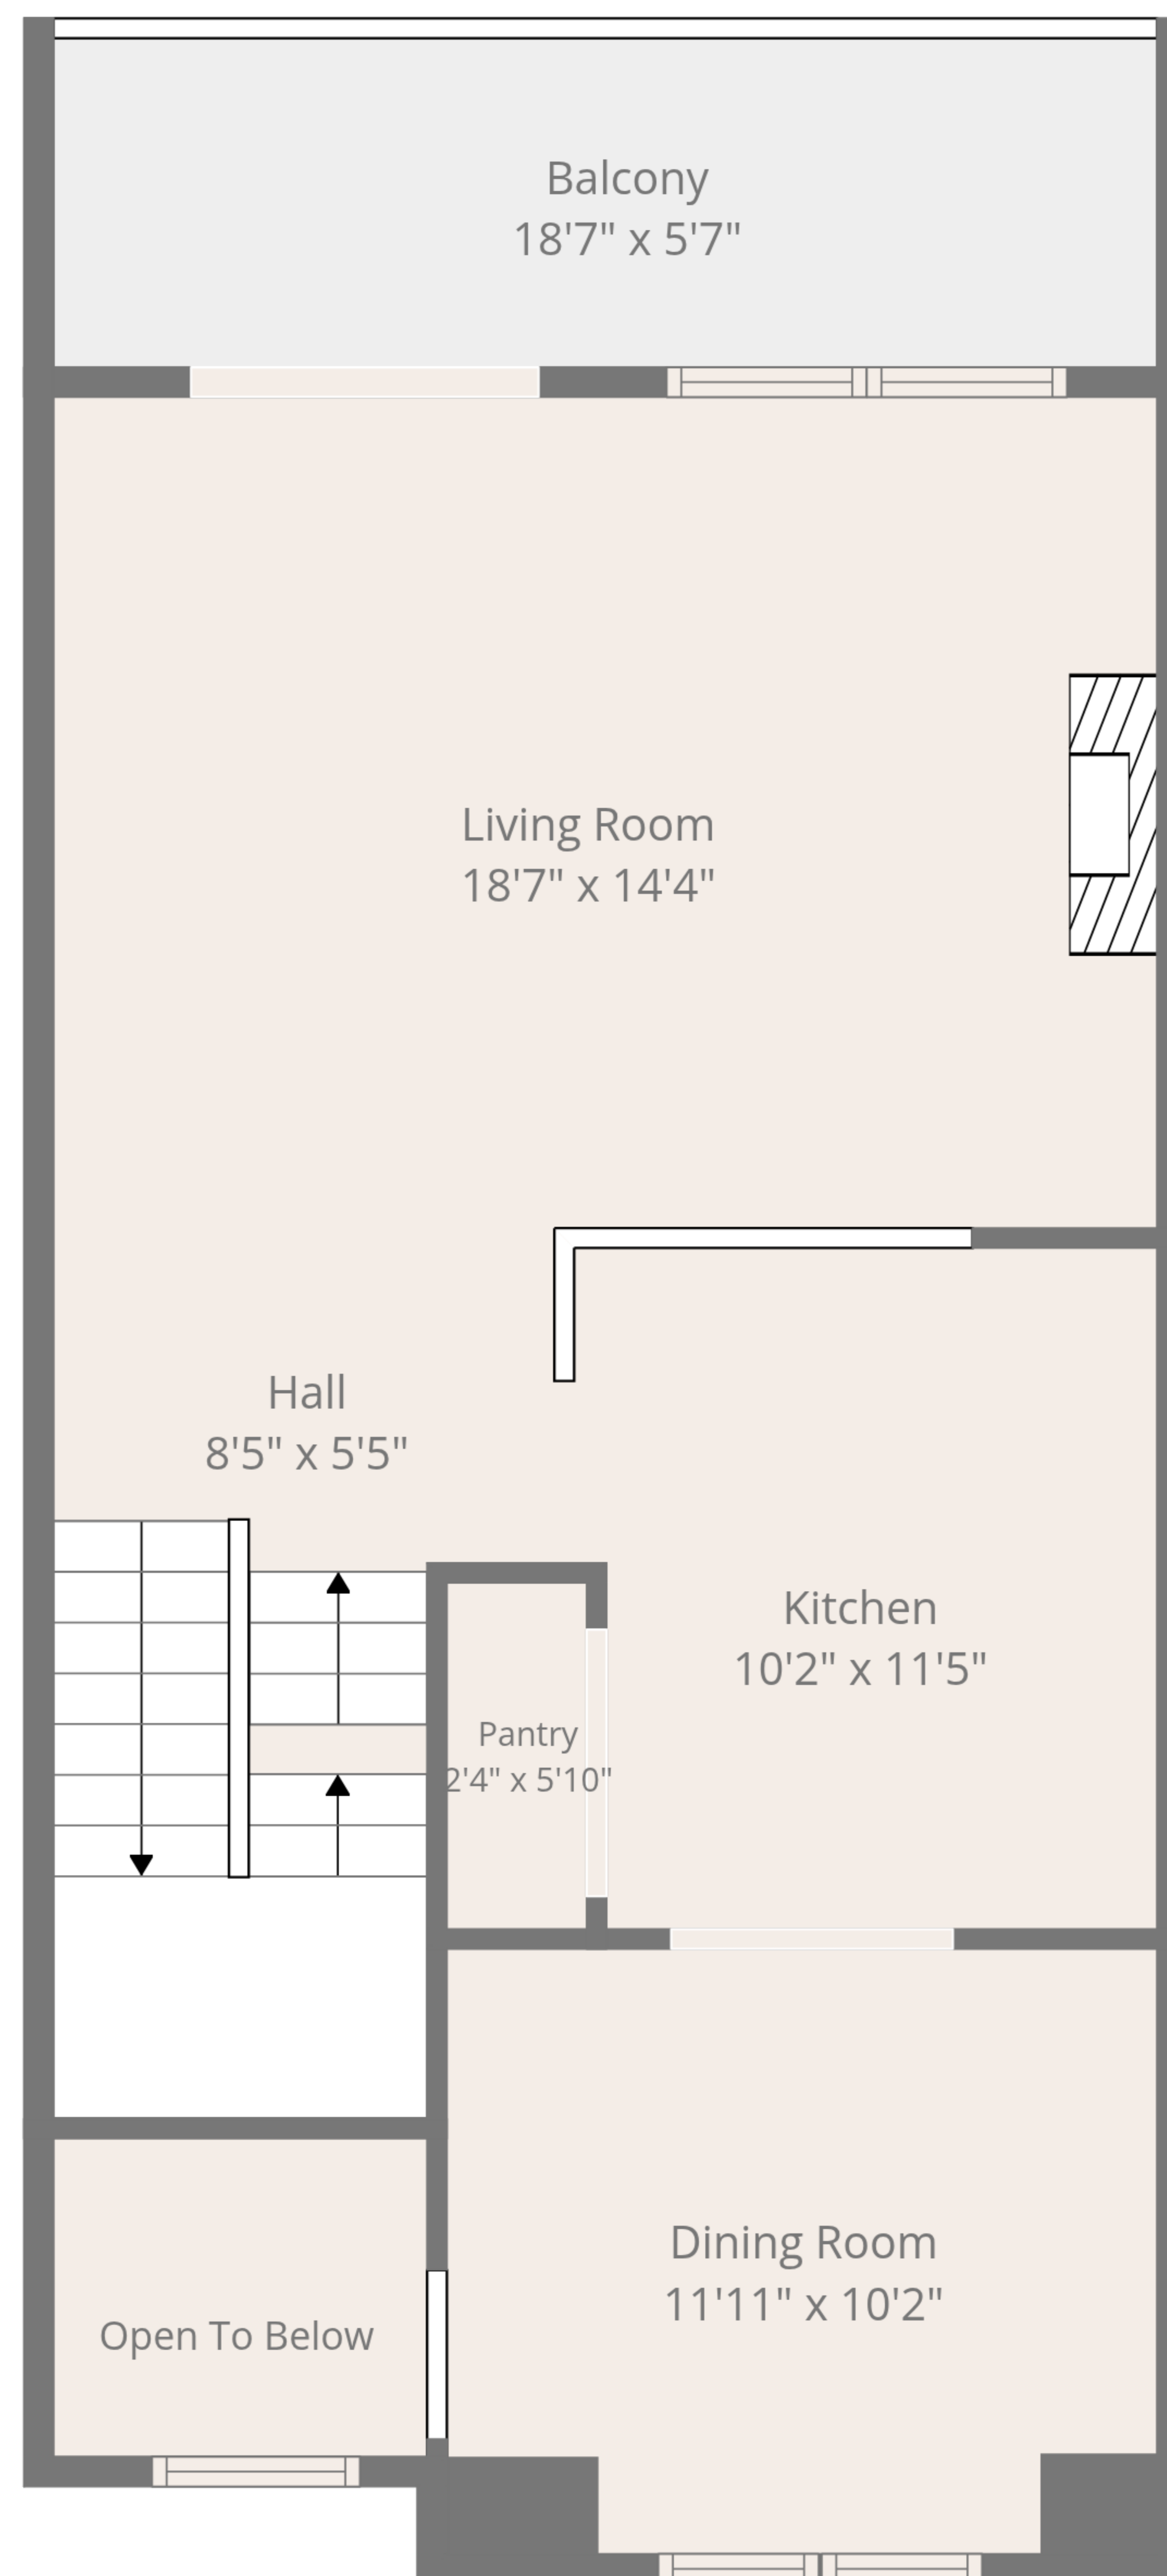 Balcony
18'7" x 5'7"
Living Room
18'7" x 14'4"
Hall
8'5" x 5'5"
Kitchen
10'2" x 11'5"
Pantry
2'4" x 5'10"
Dining Room
11'11" x 10'2"
Open To Below